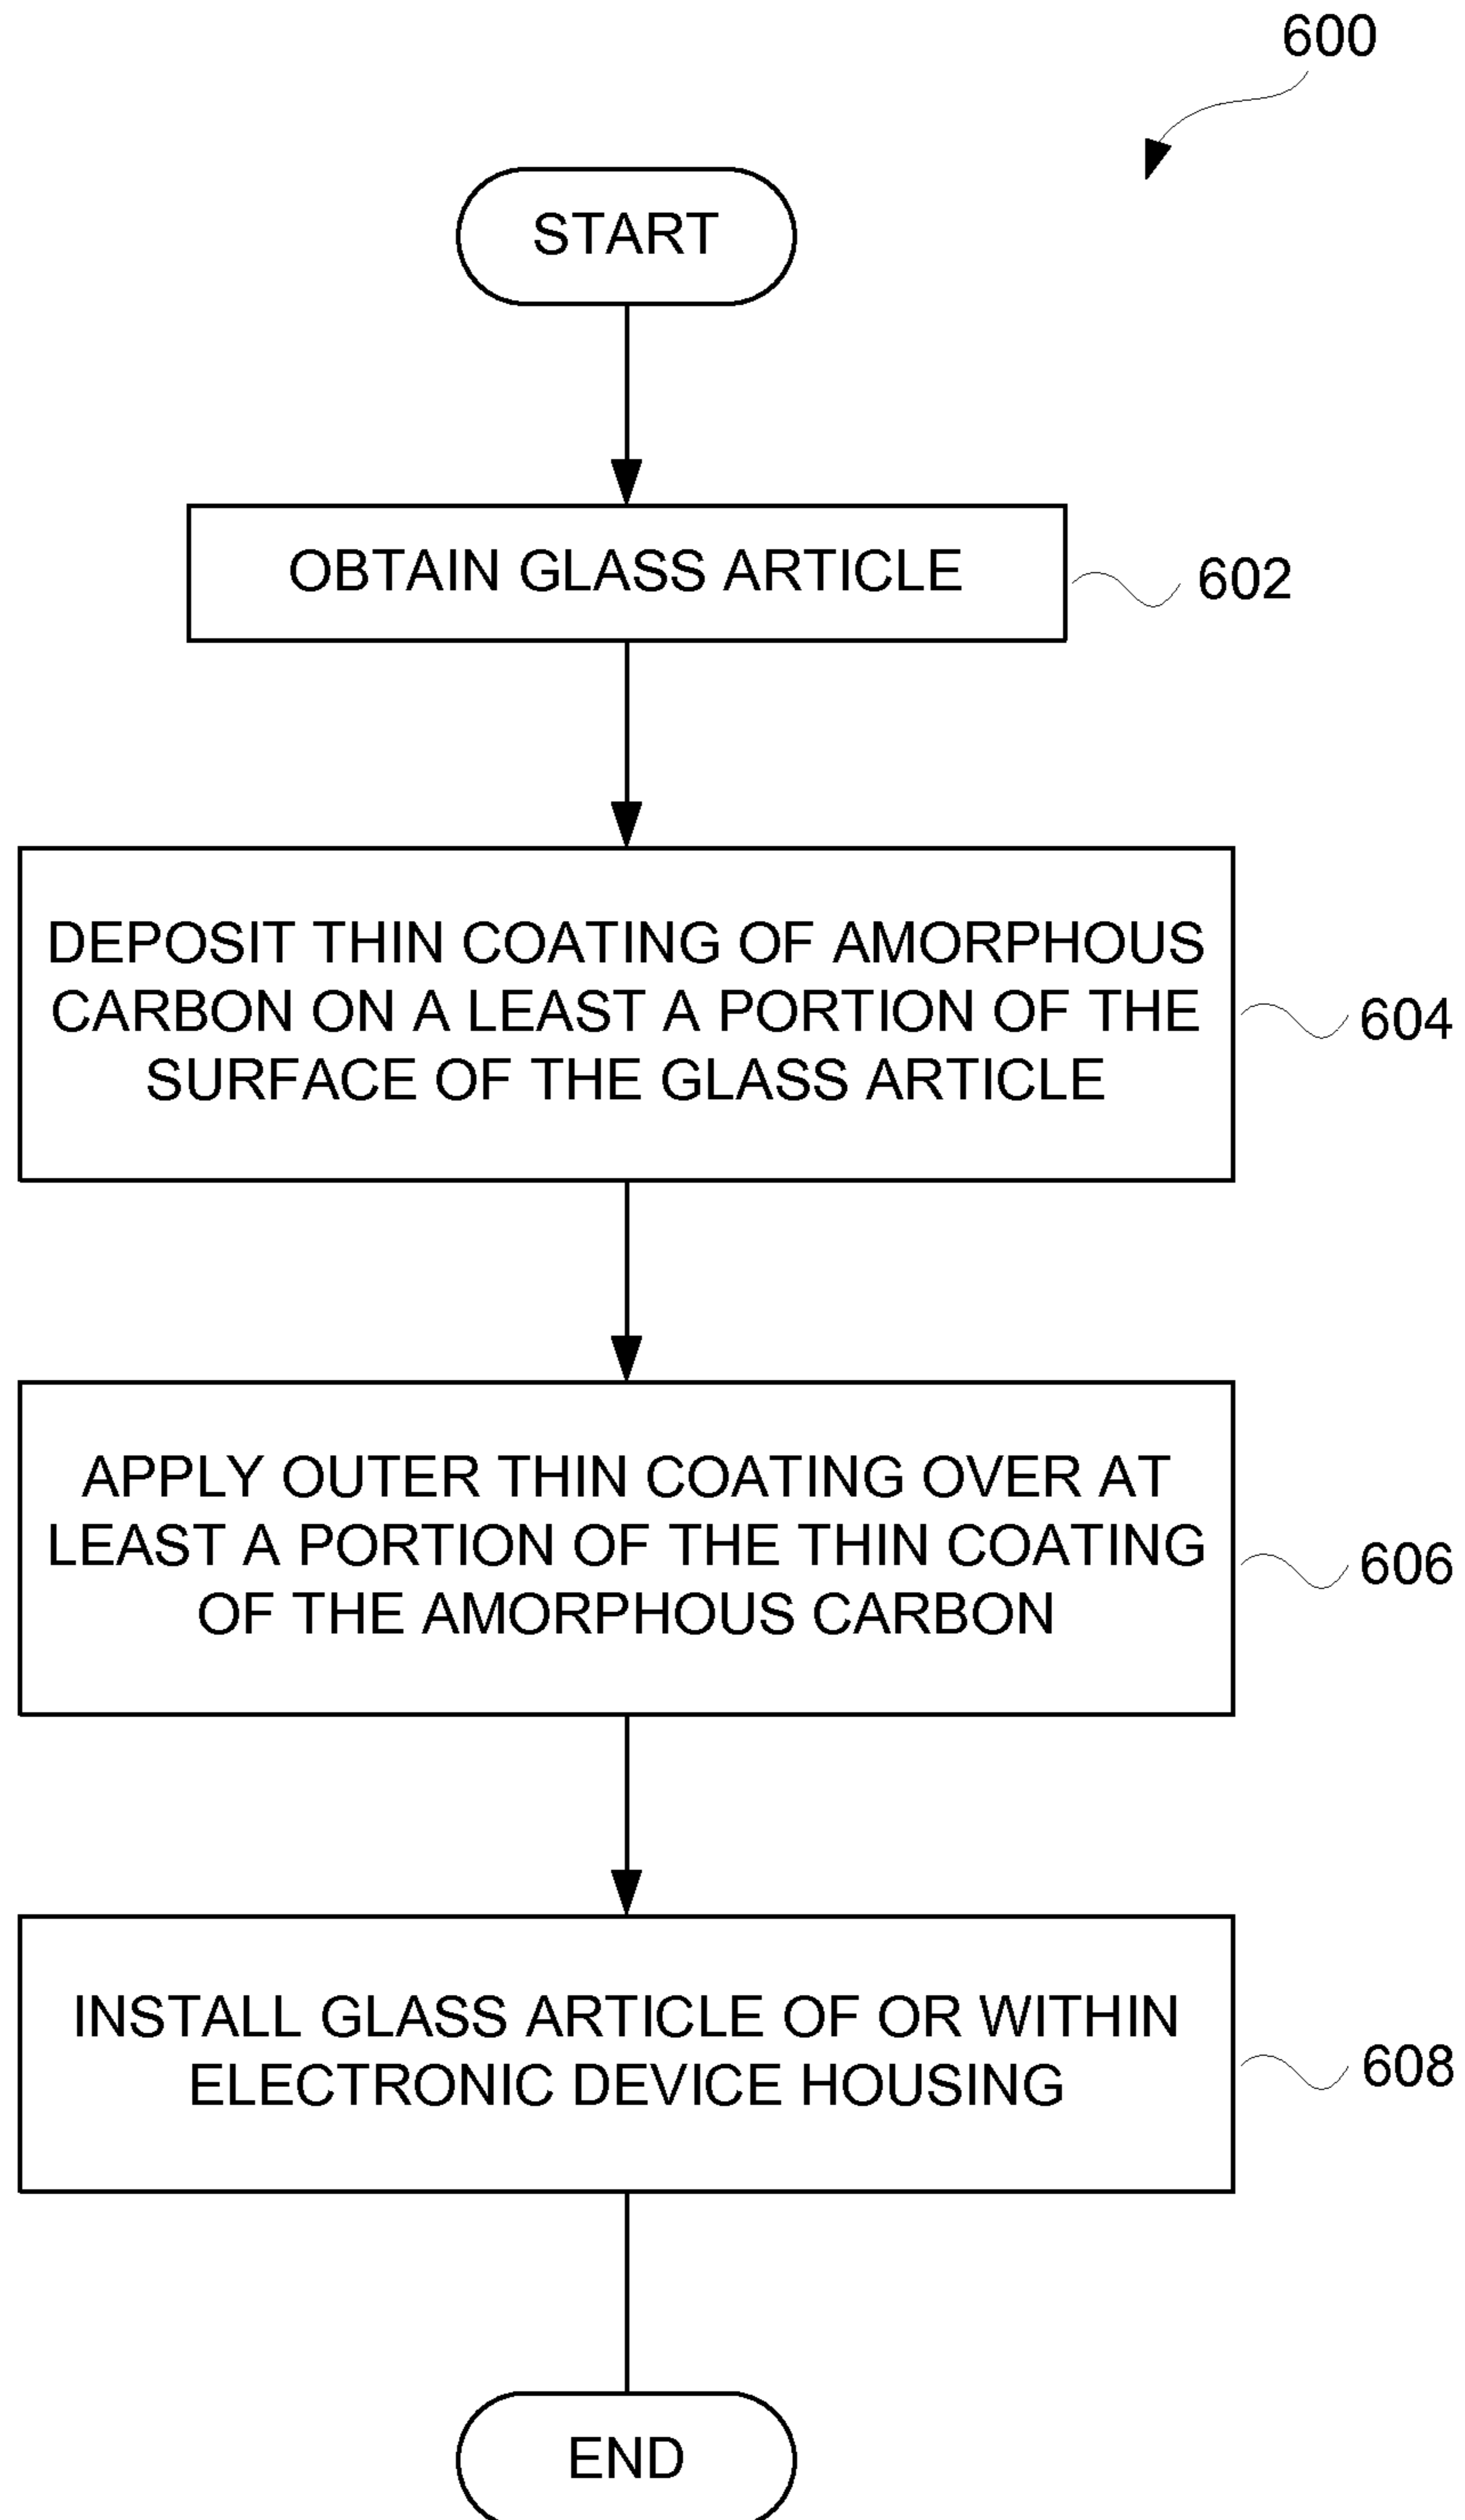 600
START
OBTAIN GLASS ARTICLE
602
DEPOSIT THIN COATING OF AMORPHOUS
CARBON ON A LEAST A PORTION OF THE
SURFACE OF THE GLASS ARTICLE
604
APPLY OUTER THIN COATING OVER AT
LEAST A PORTION OF THE THIN COATING
OF THE AMORPHOUS CARBON
606
INSTALL GLASS ARTICLE OF OR WITHIN
ELECTRONIC DEVICE HOUSING
608
END